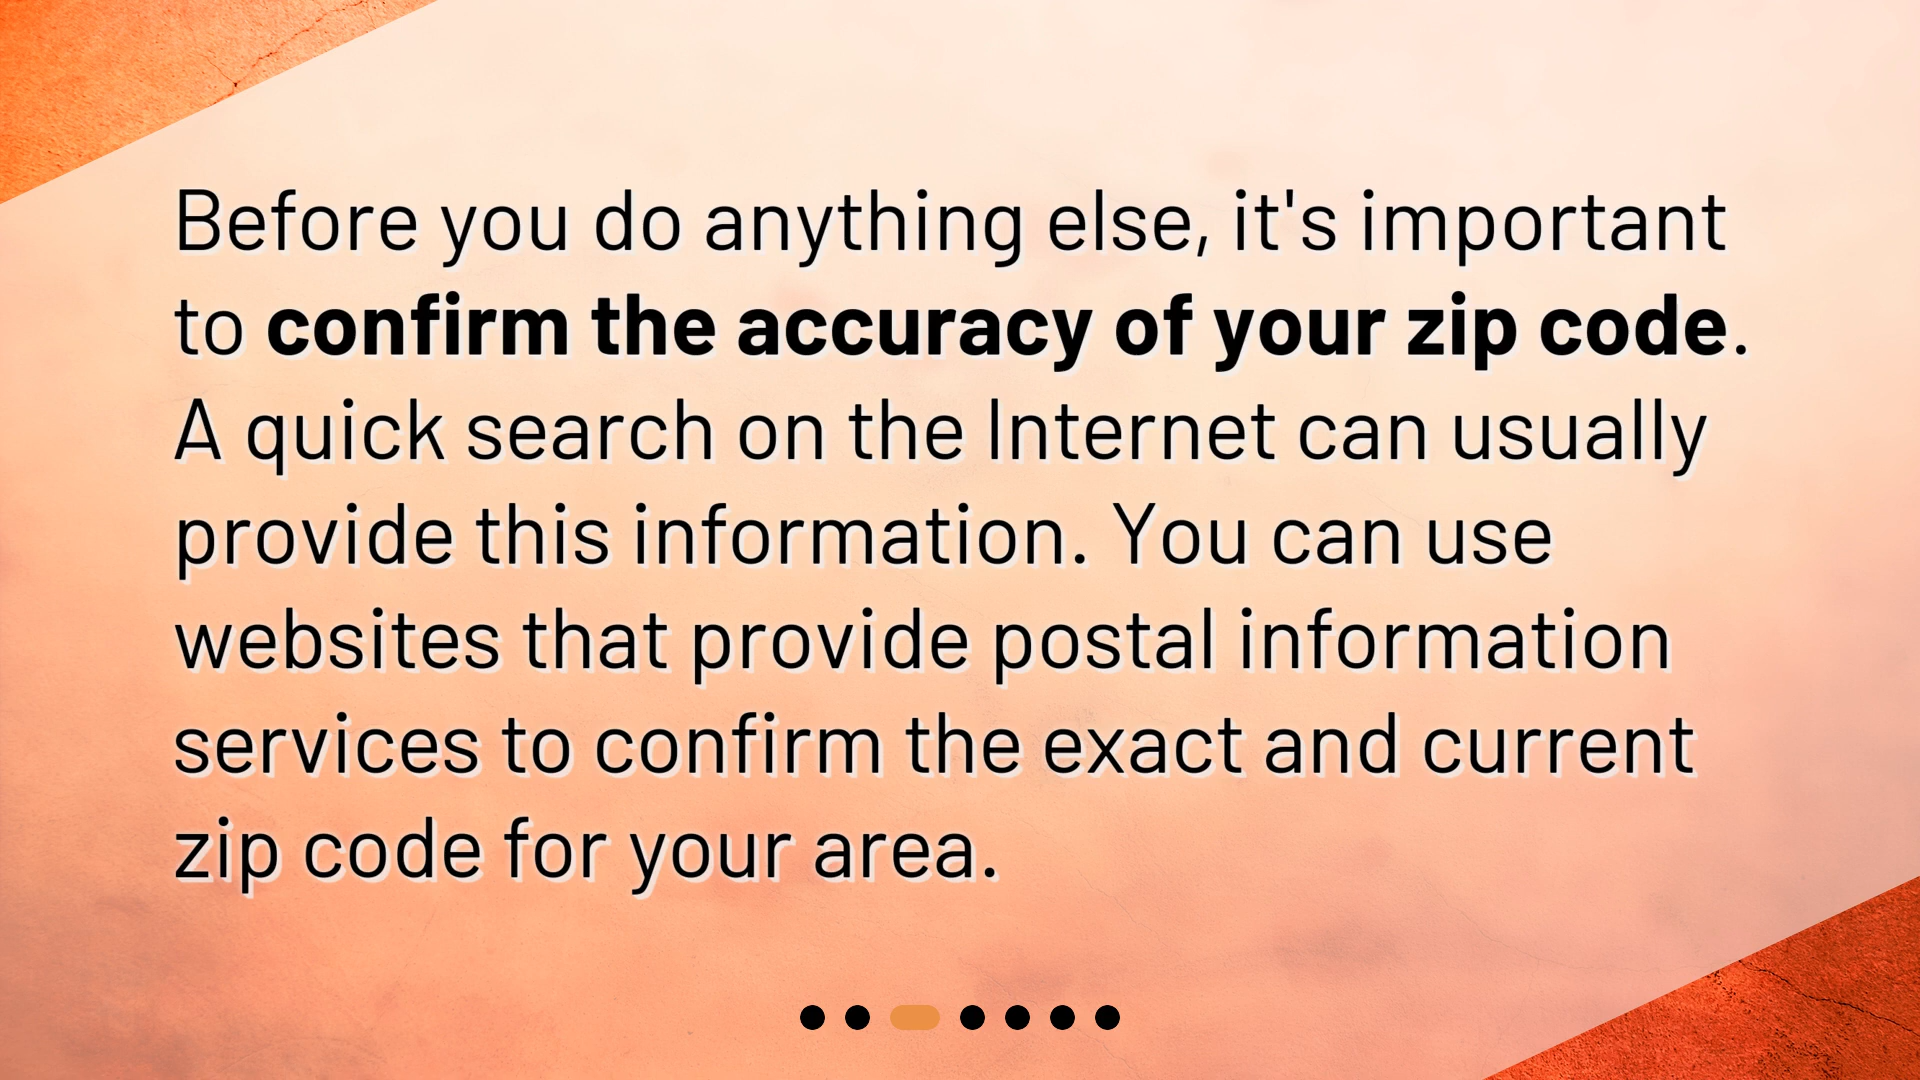 Before you do anything else, it's important
to confirm the accuracy of your zip code.
A quick search on the Internet can usually
provide this information. You can use
websites that provide postal information
services to confirm the exact and current
zip code for your area.